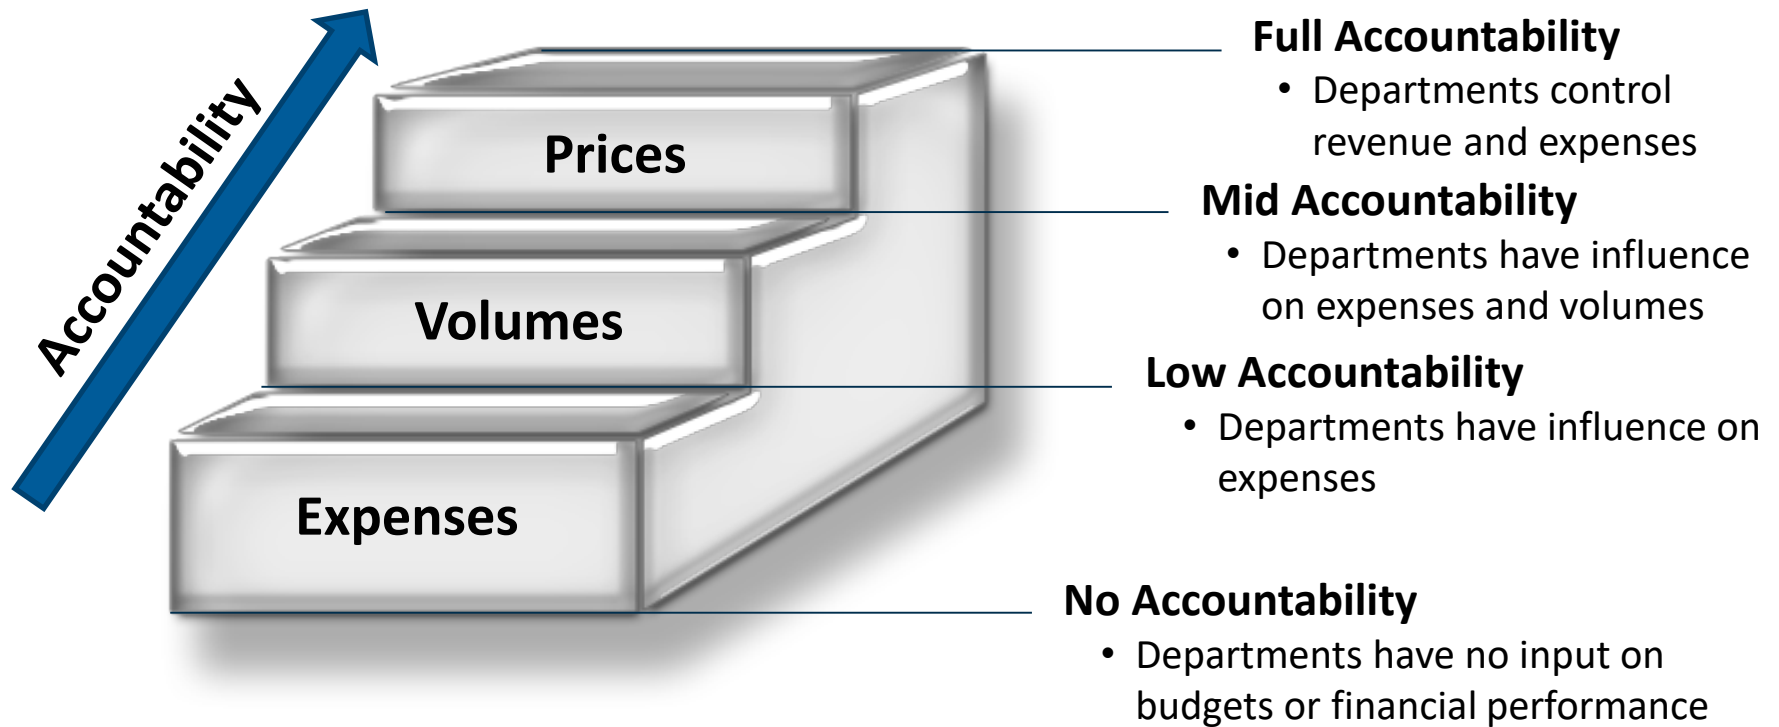 Accountability
Prices
Volumes
Expenses
Full Accountability
• Departments control
revenue and expenses
Mid Accountability
• Departments have influence
on expenses and volumes
Low Accountability
• Departments have influence on
expenses
No Accountability
• Departments have no input on
budgets or financial performance